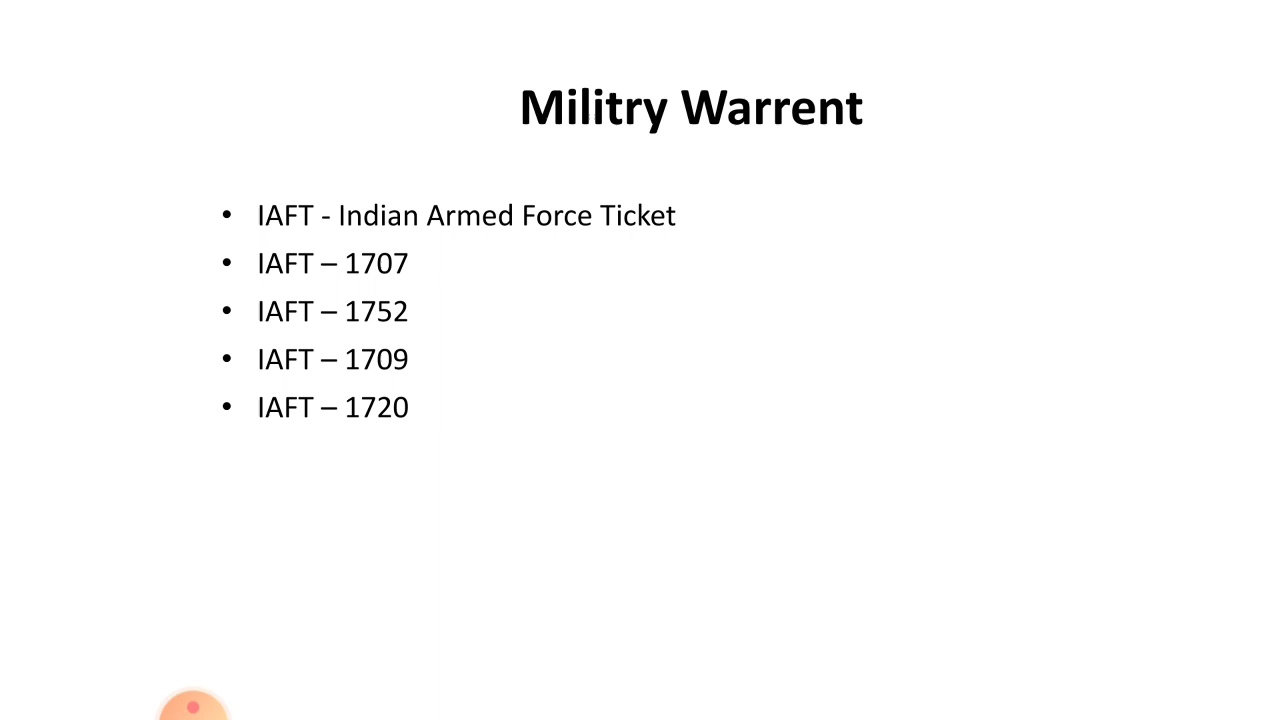 Militry Warrent
• IAFT - Indian Armed Force Ticket
• IAFT – 1707
• IAFT – 1752
• IAFT – 1709
• IAFT – 1720